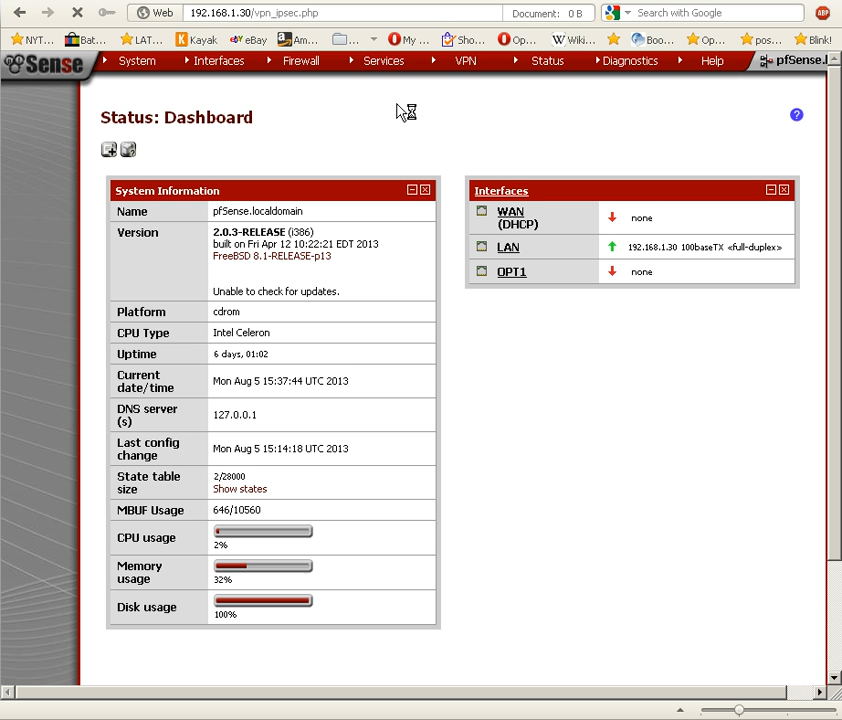 Web
192.168.1.30/vpn_ipsec.php
Document: 0 B
Search with Google
ABP
NYT...
Bat...
LAT...
Kayak
eBay
Am...
...
My ...
Sho...
Op...
Wiki...
Boo...
Op...
pos...
Blink!
Sense
System
Interfaces
Firewall
Services
VPN
Status
Diagnostics
Help
pfSense.l
Status: Dashboard
?
System Information
Name
pfSense.localdomain
Version
2.0.3-RELEASE (i386)
built on Fri Apr 12 10:22:21 EDT 2013
FreeBSD 8.1-RELEASE-p13
Unable to check for updates.
Platform
cdrom
CPU Type
Intel Celeron
Uptime
6 days, 01:02
Current
date/time
Mon Aug 5 15:37:44 UTC 2013
DNS server
(s)
127.0.0.1
Last config
change
Mon Aug 5 15:14:18 UTC 2013
State table
size
2/28000
Show states
MBUF Usage
646/10560
CPU usage
2%
Memory
usage
32%
Disk usage
100%
Interfaces
WAN
(DHCP)
none
LAN
192.168.1.30 100baseTX <full-duplex>
OPT1
none